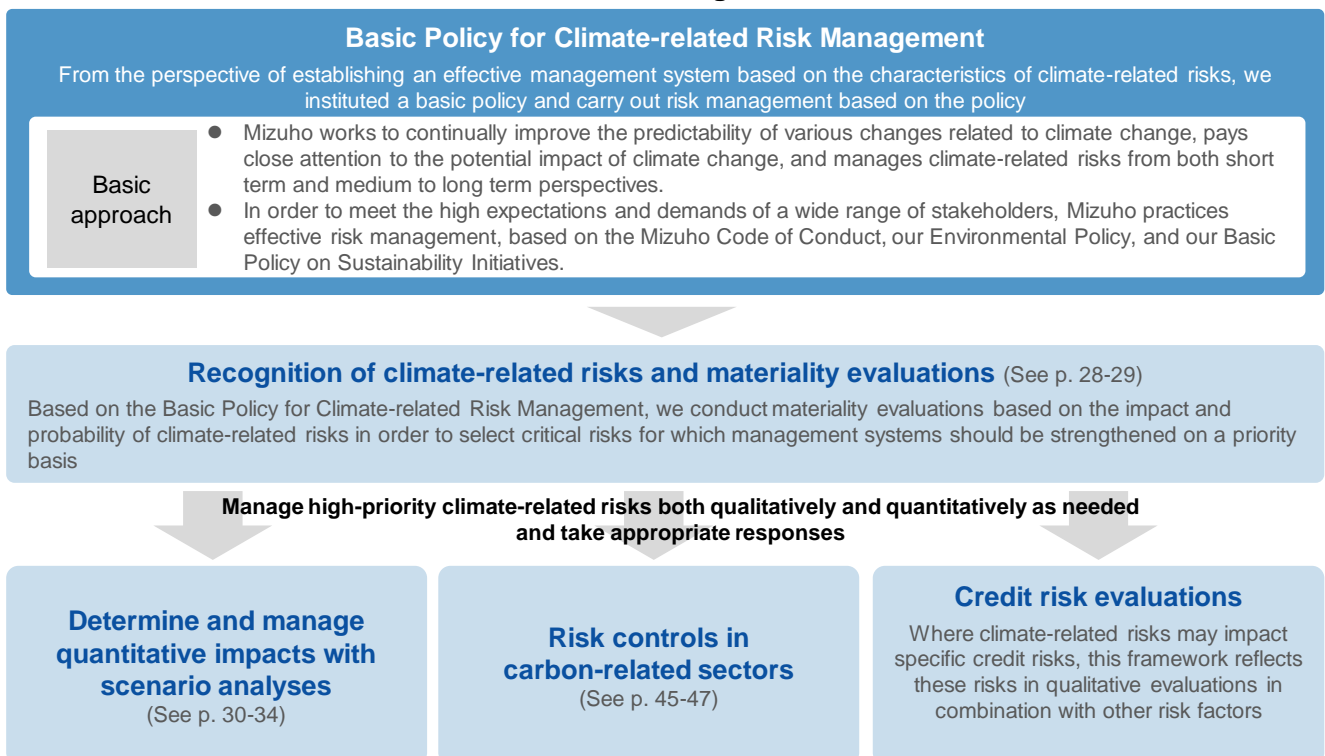 Basic Policy for Climate-related Risk Management
From the perspective of establishing an effective management system based on the characteristics of climate-related risks, we
instituted a basic policy and carry out risk management based on the policy
Basic
approach
● Mizuho works to continually improve the predictability of various changes related to climate change, pays
close attention to the potential impact of climate change, and manages climate-related risks from both short
term and medium to long term perspectives.
● In order to meet the high expectations and demands of a wide range of stakeholders, Mizuho practices
effective risk management, based on the Mizuho Code of Conduct, our Environmental Policy, and our Basic
Policy on Sustainability Initiatives.
Recognition of climate-related risks and materiality evaluations (See p. 28-29)
Based on the Basic Policy for Climate-related Risk Management, we conduct materiality evaluations based on the impact and
probability of climate-related risks in order to select critical risks for which management systems should be strengthened on a priority
basis
Manage high-priority climate-related risks both qualitatively and quantitatively as needed
and take appropriate responses
Determine and manage
quantitative impacts with
scenario analyses
(See p. 30-34)
Risk controls in
carbon-related sectors
(See p. 45-47)
Credit risk evaluations
Where climate-related risks may impact
specific credit risks, this framework reflects
these risks in qualitative evaluations in
combination with other risk factors